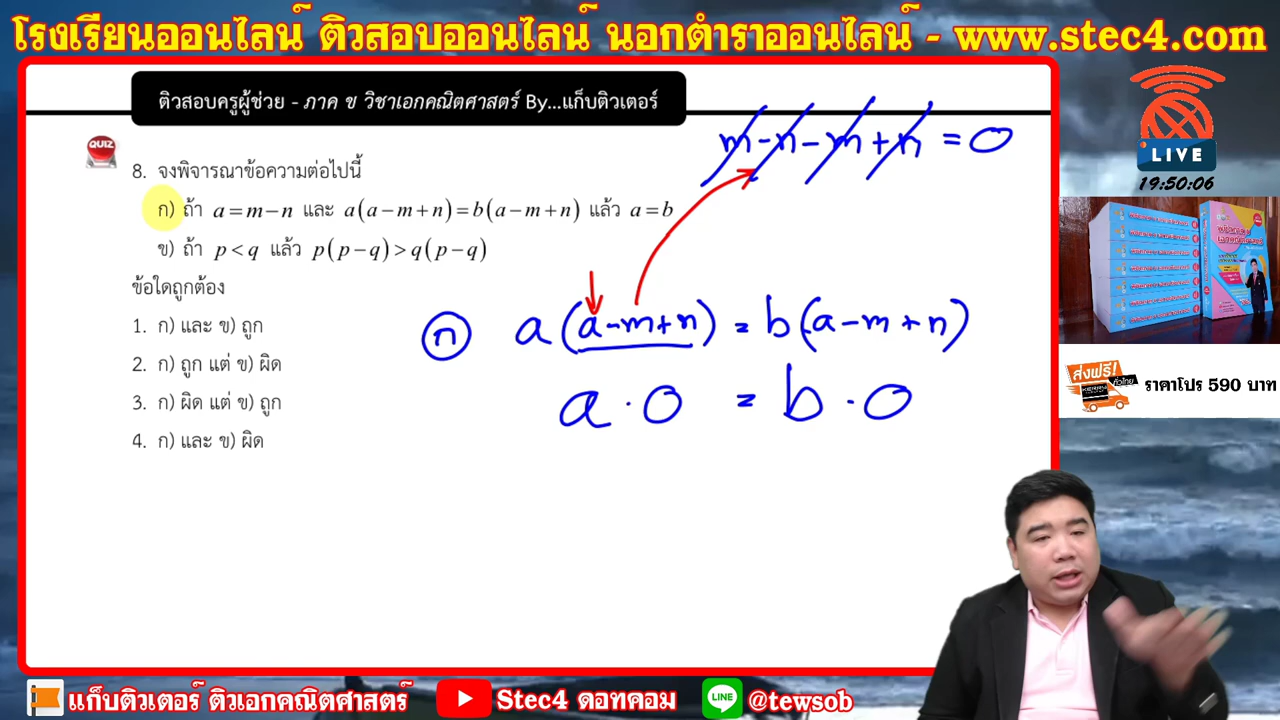 โรงเรียนออนไลน์ ติวสอบออนไลน์ นอกตำราออนไลน์ - www.stec4.com
ติวสอบครูผู้ช่วย - ภาค ข วิชาเอกคณิตศาสตร์ By...แก็บติวเตอร์
m - n - m + n = 0
LIVE
19:50:06
QUIZ
8. จงพิจารณาข้อความต่อไปนี้
ก) ถ้า a = m − n และ a(a − m + n) = b(a − m + n) แล้ว a = b
ข) ถ้า p < q แล้ว p(p − q) > q(p − q)
ข้อใดถูกต้อง
1. ก) และ ข) ถูก
2. ก) ถูก แต่ ข) ผิด
3. ก) ผิด แต่ ข) ถูก
4. ก) และ ข) ผิด
ก a(a - m + n) = b(a - m + n)
a · 0 = b · 0
ส่งฟรี!
ทั่วไทย
ราคาโปร 590 บาท
แก็บติวเตอร์ ติวเอกคณิตศาสตร์
Stec4 ดอทคอม
LINE
@tewsob